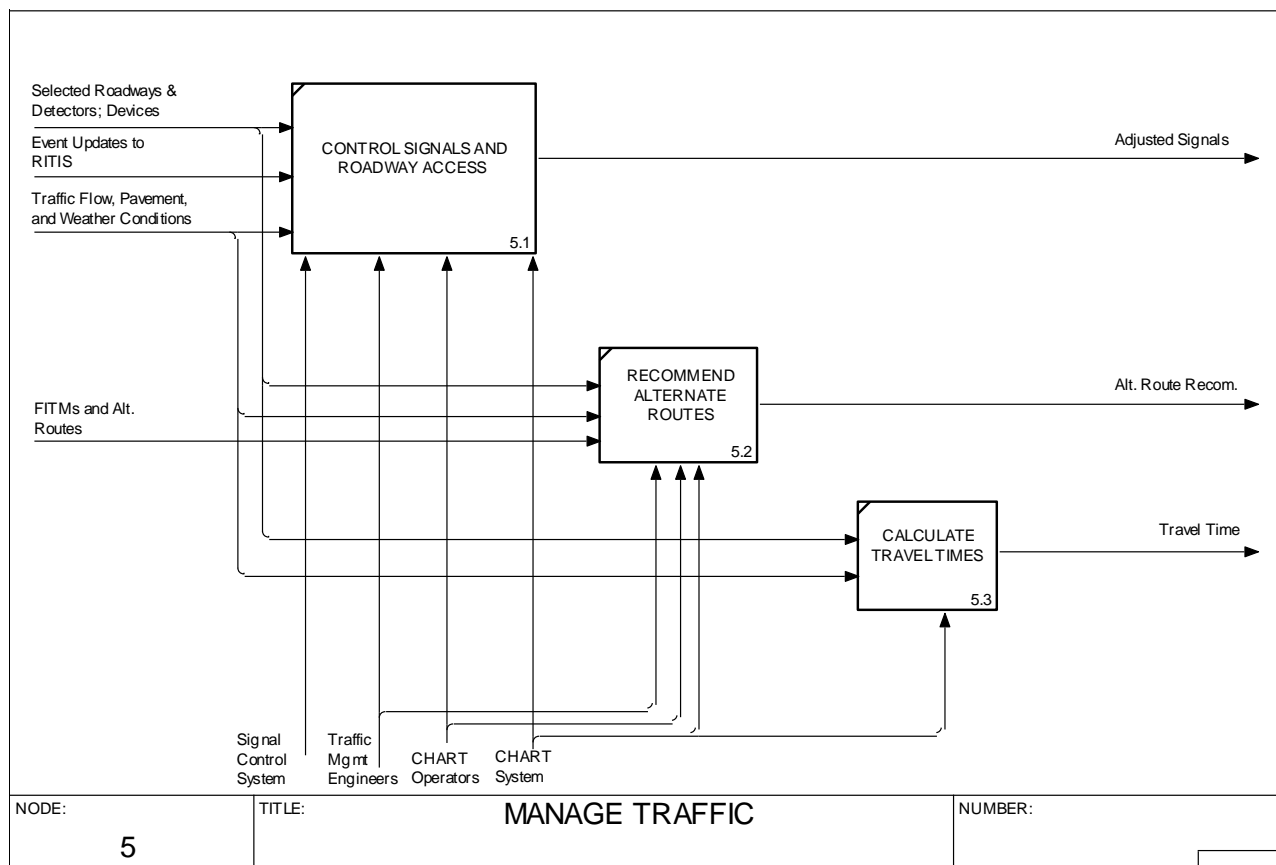 Selected Roadways &
Detectors; Devices
Event Updates to
RITIS
Traffic Flow, Pavement,
and Weather Conditions
CONTROL SIGNALS AND
ROADWAY ACCESS
5.1
Adjusted Signals
RECOMMEND
ALTERNATE
ROUTES
5.2
Alt. Route Recom.
FITMs and Alt.
Routes
CALCULATE
TRAVEL TIMES
5.3
Travel Time
Signal
Control
System
Traffic
Mgmt
Engineers
CHART
Operators
CHART
System
NODE:
5
TITLE:
MANAGE TRAFFIC
NUMBER: